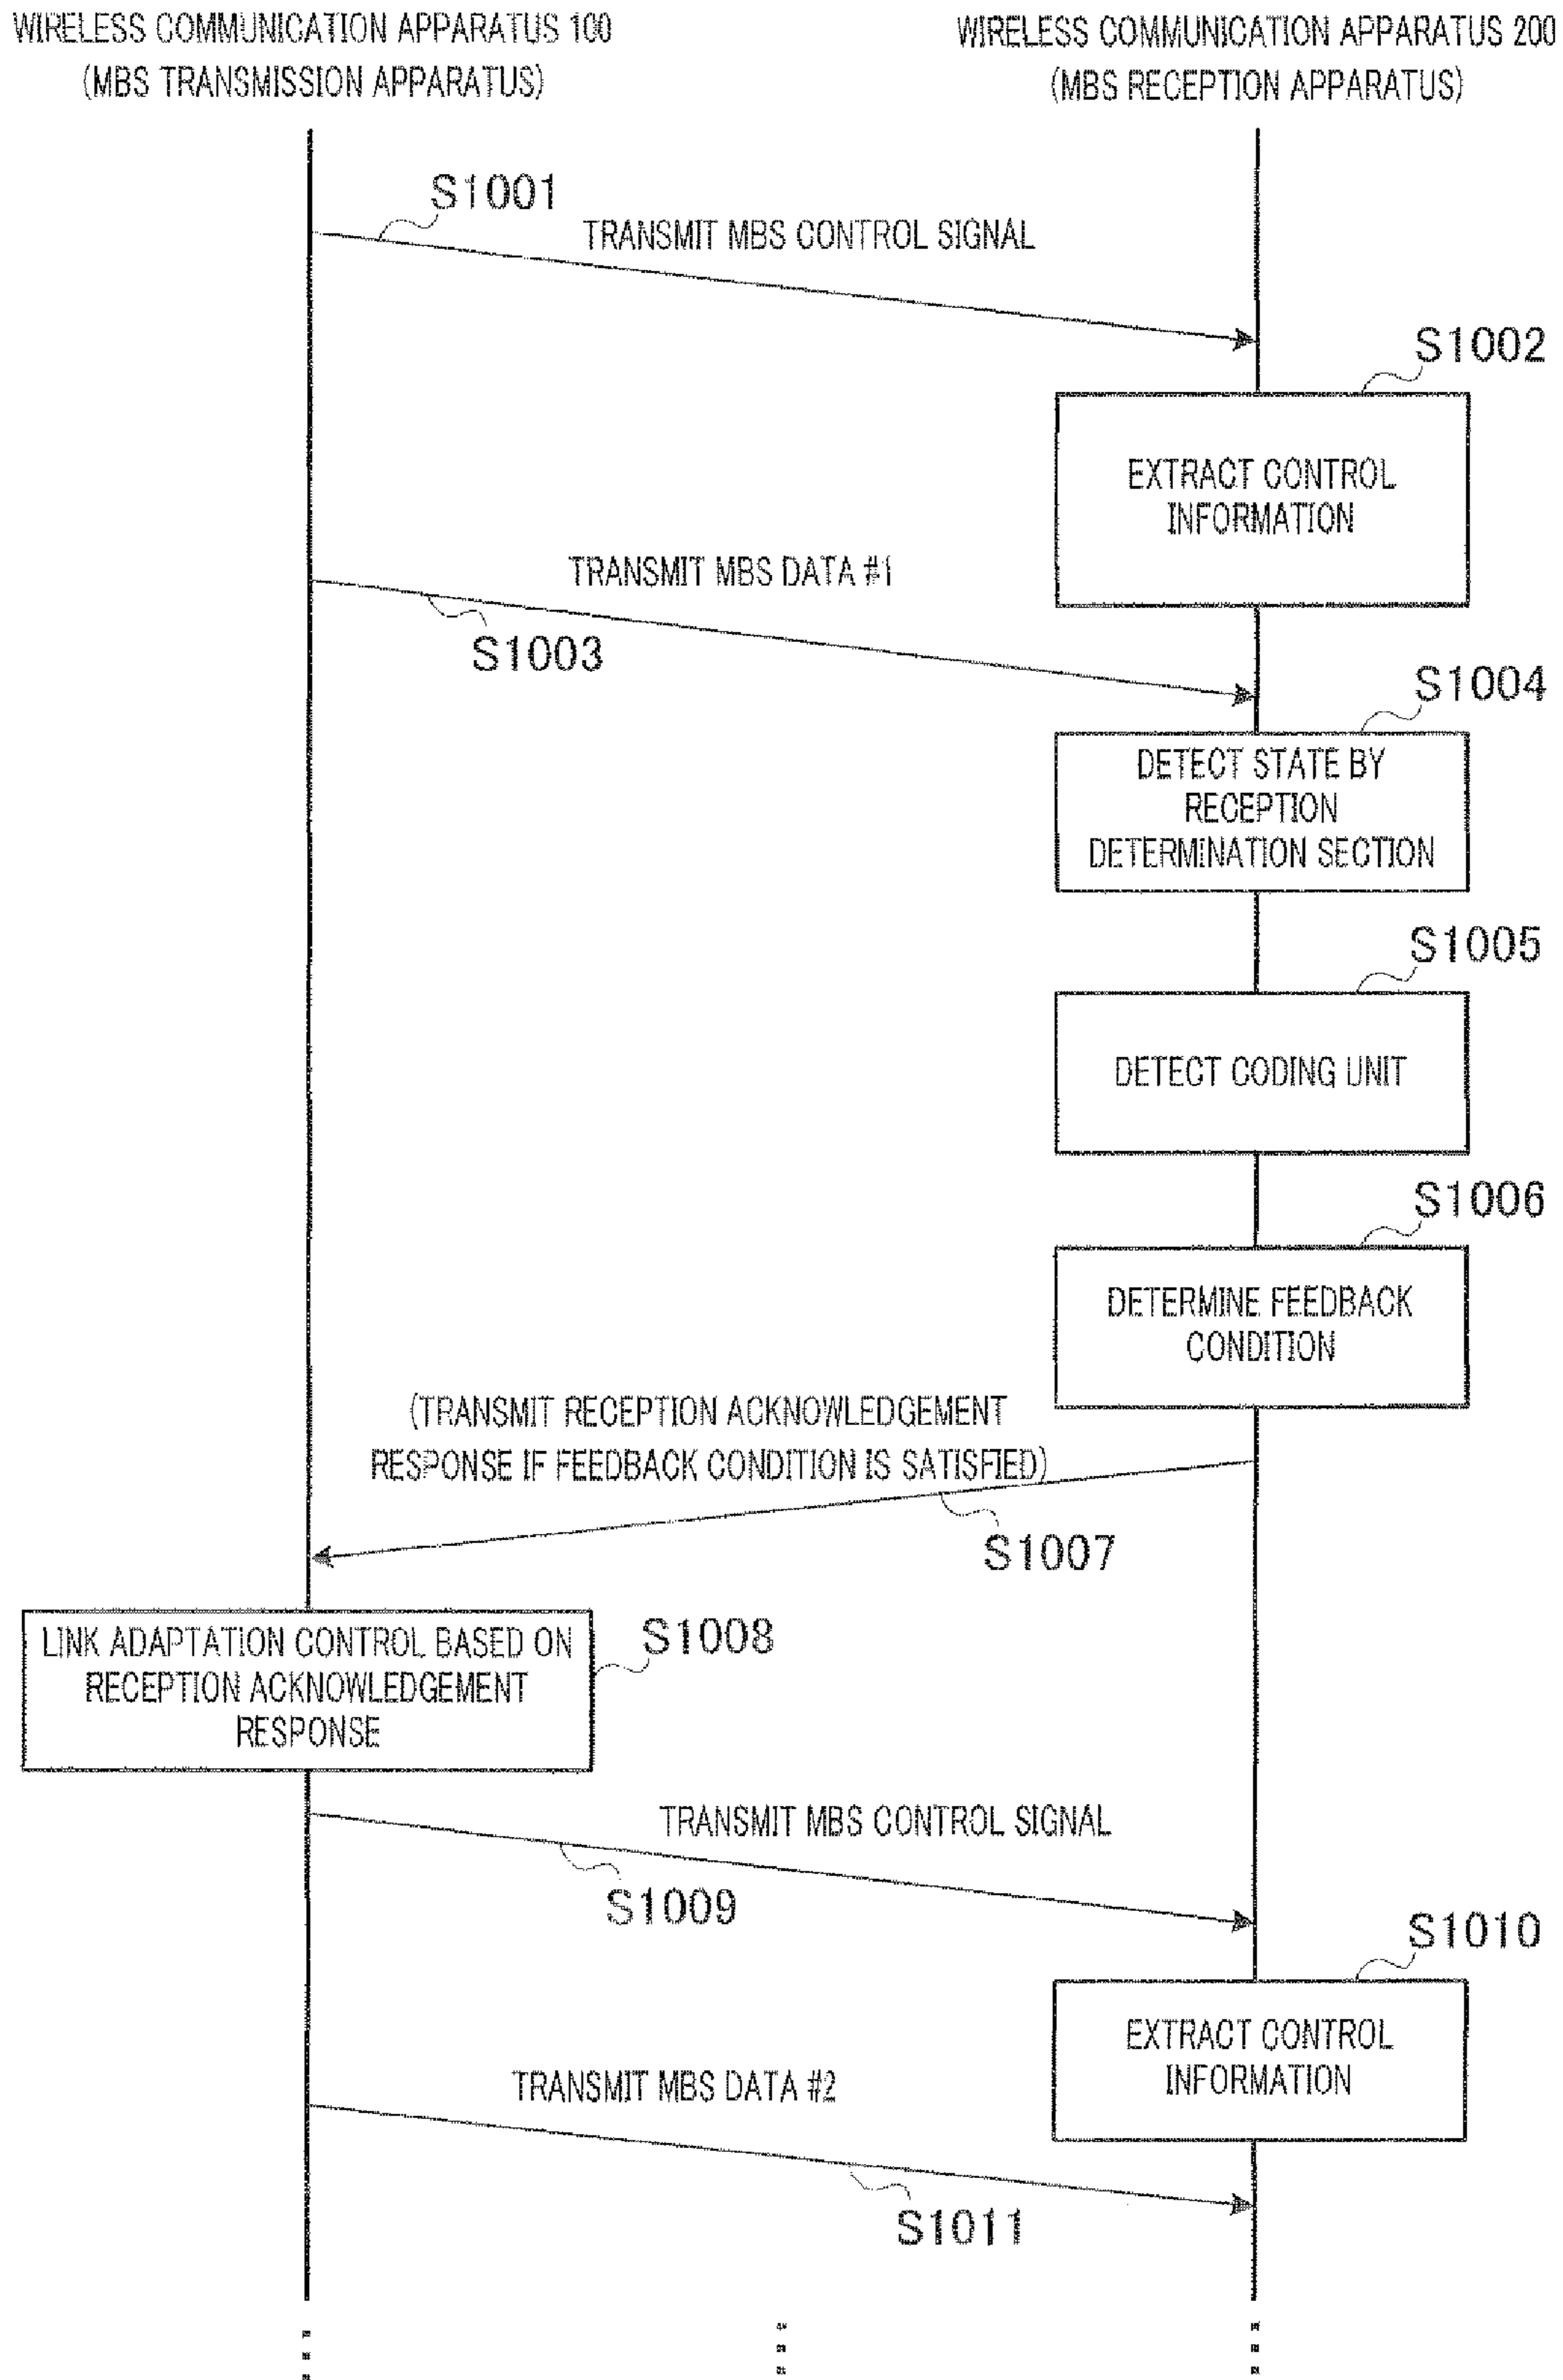 WIRELESS COMMUNICATION APPARATUS 100
(MBS TRANSMISSION APPARATUS)
WIRELESS COMMUNICATION APPARATUS 200
(MBS RECEPTION APPARATUS)
S1001
TRANSMIT MBS CONTROL SIGNAL
S1002
EXTRACT CONTROL
INFORMATION
TRANSMIT MBS DATA #1
S1003
S1004
DETECT STATE BY
RECEPTION
DETERMINATION SECTION
S1005
DETECT CODING UNIT
S1006
DETERMINE FEEDBACK
CONDITION
(TRANSMIT RECEPTION ACKNOWLEDGEMENT
RESPONSE IF FEEDBACK CONDITION IS SATISFIED)
S1007
LINK ADAPTATION CONTROL BASED ON
RECEPTION ACKNOWLEDGEMENT
RESPONSE
S1008
TRANSMIT MBS CONTROL SIGNAL
S1009
S1010
EXTRACT CONTROL
INFORMATION
TRANSMIT MBS DATA #2
S1011